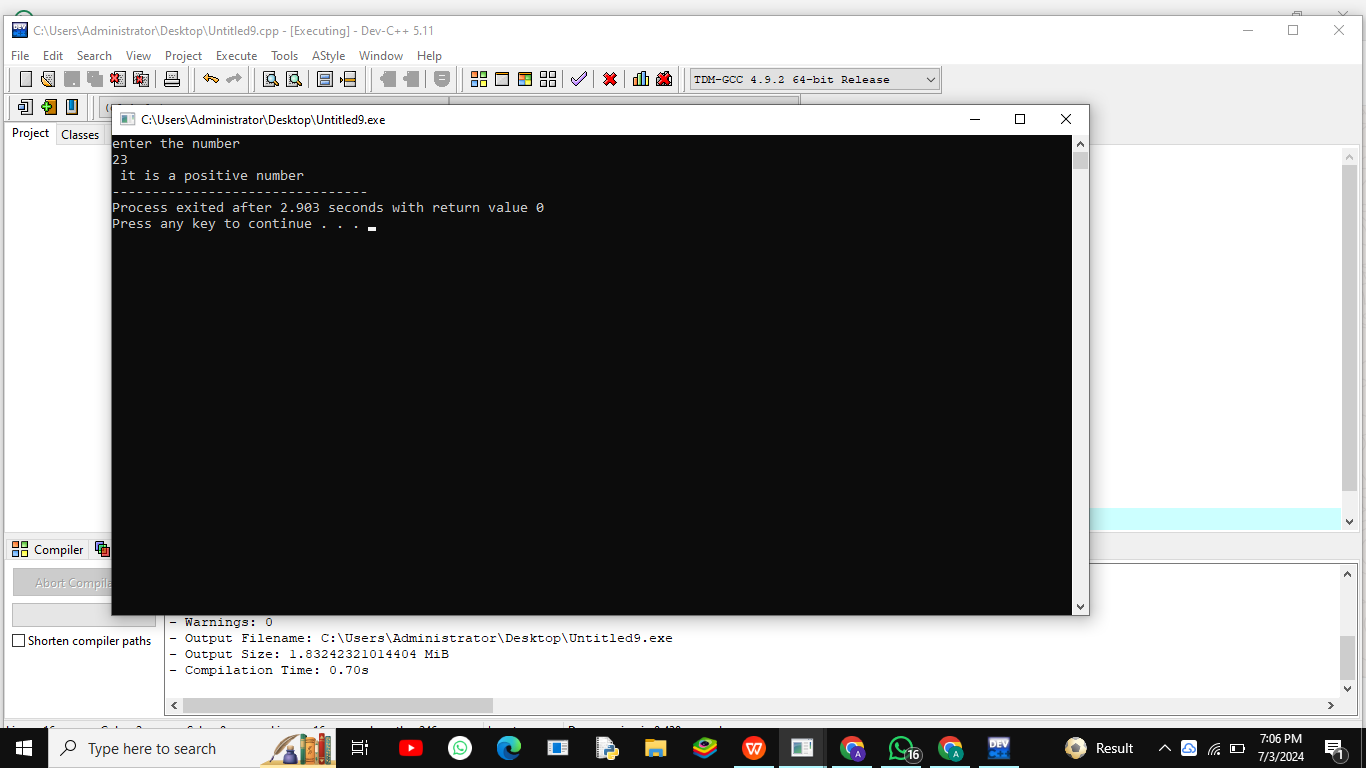 C:\Users\Administrator\Desktop\Untitled9.cpp - [Executing] - Dev-C++ 5.11
File Edit Search View Project Execute Tools AStyle Window Help
TDM-GCC 4.9.2 64-bit Release
Project Classes
C:\Users\Administrator\Desktop\Untitled9.exe
enter the number
23
it is a positive number
--------------------------------
Process exited after 2.903 seconds with return value 0
Press any key to continue . . .
Compiler
Abort Compile
Shorten compiler paths
- Warnings: 0
- Output Filename: C:\Users\Administrator\Desktop\Untitled9.exe
- Output Size: 1.83242321014404 MiB
- Compilation Time: 0.70s
Type here to search
16
DEV
Result
7:06 PM
7/3/2024
1